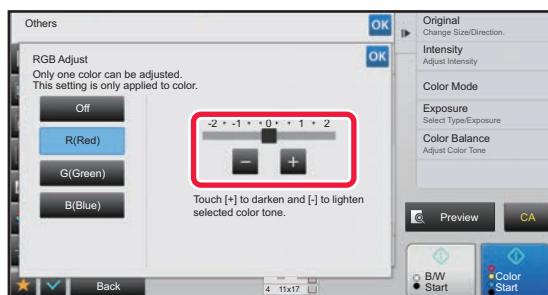 Others
OK
RGB Adjust
OK
Only one color can be adjusted.
This setting is only applied to color.
Off
R(Red)
G(Green)
B(Blue)
-2 • -1 • • 0 • • 1 • 2
Touch [+] to darken and [-] to lighten
selected color tone.
Back
4 11x17
Original
Change Size/Direction.
Intensity
Adjust Intensity
Color Mode
Exposure
Select Type/Exposure
Color Balance
Adjust Color Tone
Preview
CA
B/W
Start
Color
Start